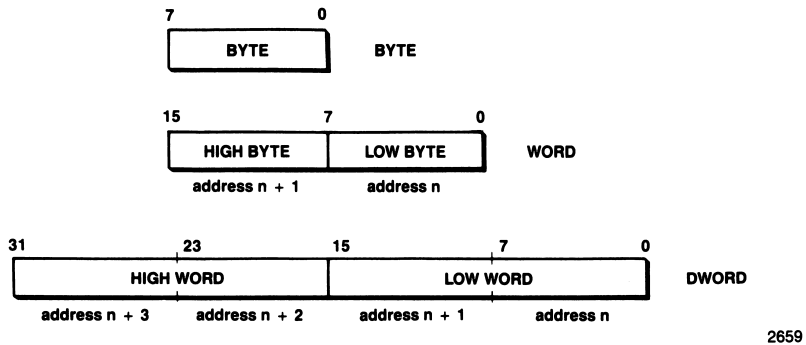 7 0
BYTE BYTE
15 7 0
HIGH BYTE LOW BYTE WORD
address n + 1 address n
31 23 15 7 0
HIGH WORD LOW WORD DWORD
address n + 3 address n + 2 address n + 1 address n
2659